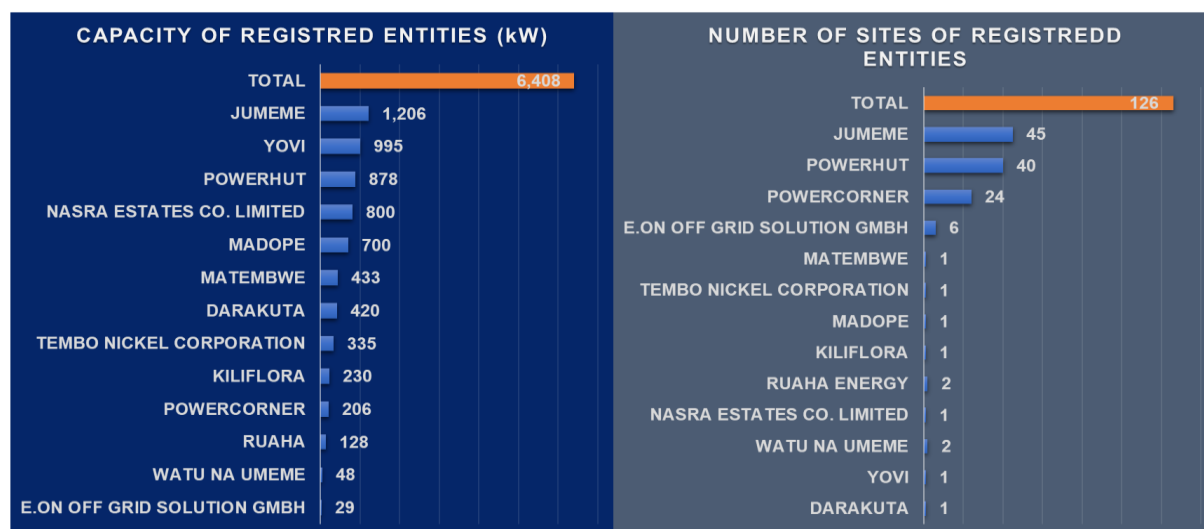 CAPACITY OF REGISTRED ENTITIES (kW)
TOTAL 6,408
JUMEME 1,206
YOVI 995
POWERHUT 878
NASRA ESTATES CO. LIMITED 800
MADOPE 700
MATEMBWE 433
DARAKUTA 420
TEMBO NICKEL CORPORATION 335
KILIFLORA 230
POWERCORNER 206
RUAHA 128
WATU NA UMEME 48
E.ON OFF GRID SOLUTION GMBH 29
NUMBER OF SITES OF REGISTREDD
ENTITIES
TOTAL 126
JUMEME 45
POWERHUT 40
POWERCORNER 24
E.ON OFF GRID SOLUTION GMBH 6
MATEMBWE 1
TEMBO NICKEL CORPORATION 1
MADOPE 1
KILIFLORA 1
RUAHA ENERGY 2
NASRA ESTATES CO. LIMITED 1
WATU NA UMEME 2
YOVI 1
DARAKUTA 1